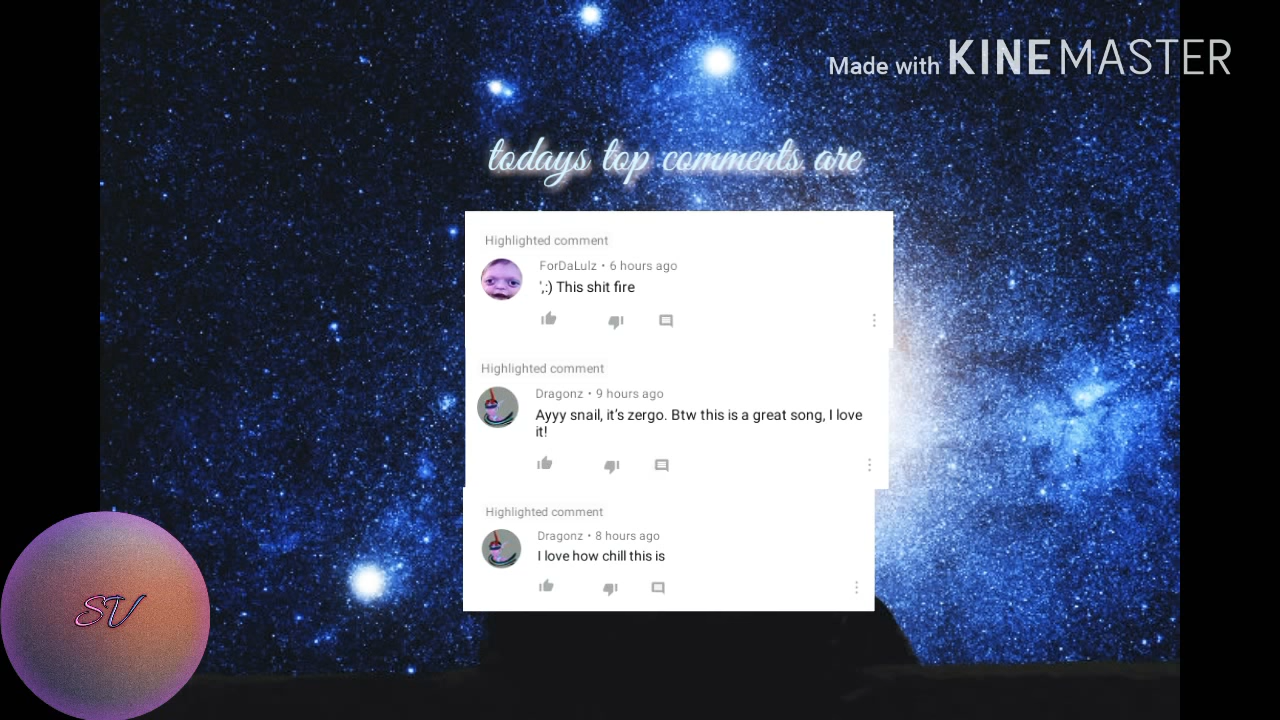 Made with KINEMASTER
todays top comments are
Highlighted comment
ForDaLulz • 6 hours ago
',:) This shit fire
Highlighted comment
Dragonz • 9 hours ago
Ayyy snail, it's zergo. Btw this is a great song, I love
it!
Highlighted comment
Dragonz • 8 hours ago
I love how chill this is
SV